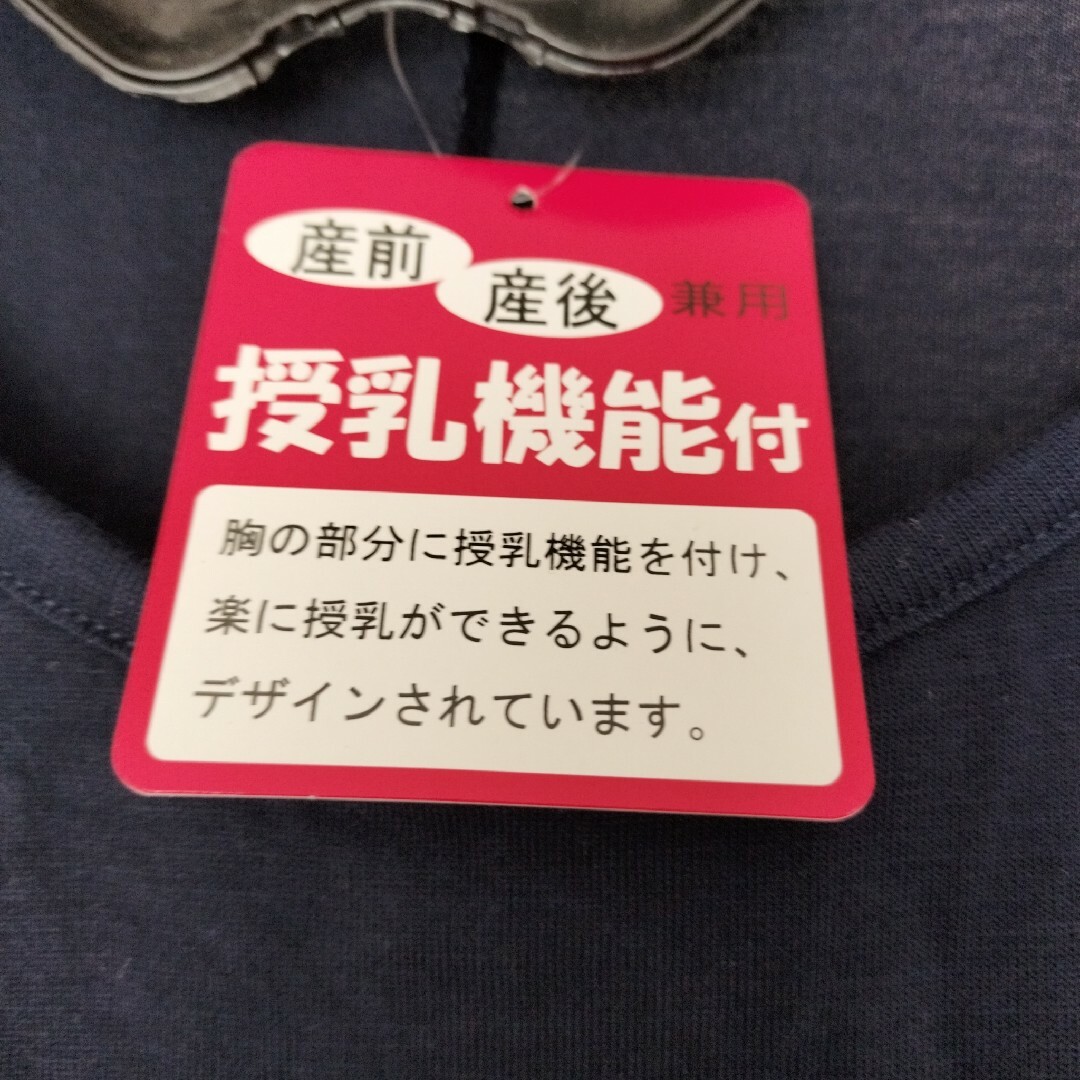 産前
産後 兼用
授乳機能付
胸の部分に授乳機能を付け、
楽に授乳ができるように、
デザインされています。